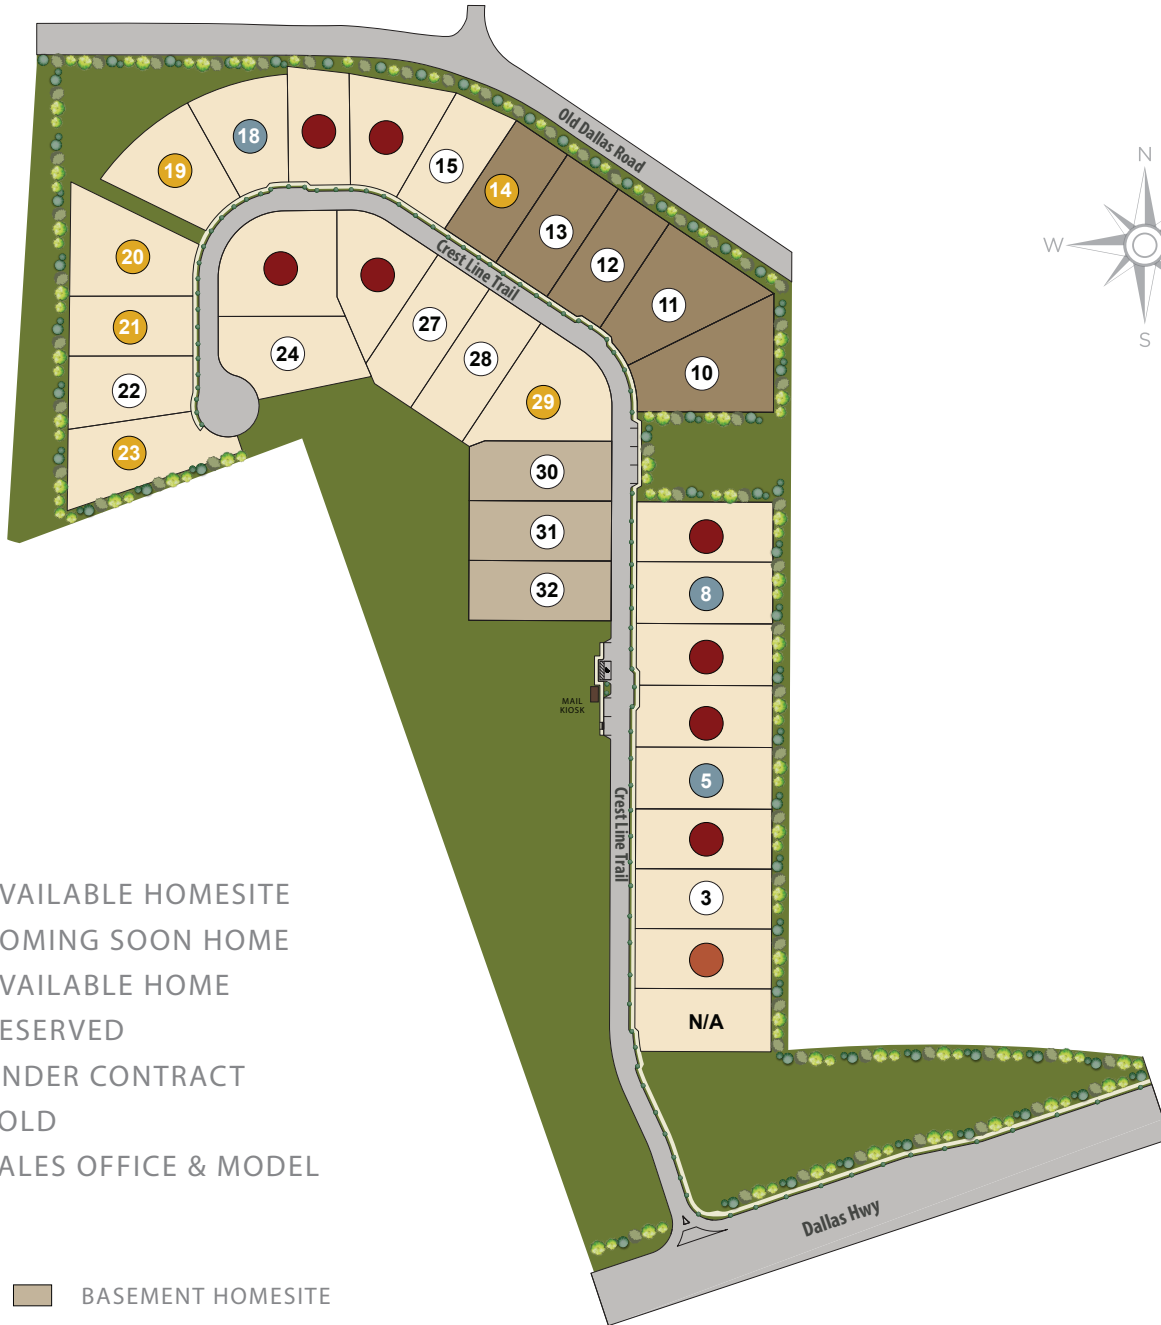 Old Dallas Road
N
W
S
18
19
15
14
13
12
11
10
20
21
22
23
24
27
28
29
Crest Line Trail
30
31
32
8
5
3
N/A
MAIL
KIOSK
Crest Line Trail
VAILABLE HOMESITE
OMING SOON HOME
VAILABLE HOME
ESERVED
NDER CONTRACT
OLD
ALES OFFICE & MODEL
BASEMENT HOMESITE
Dallas Hwy